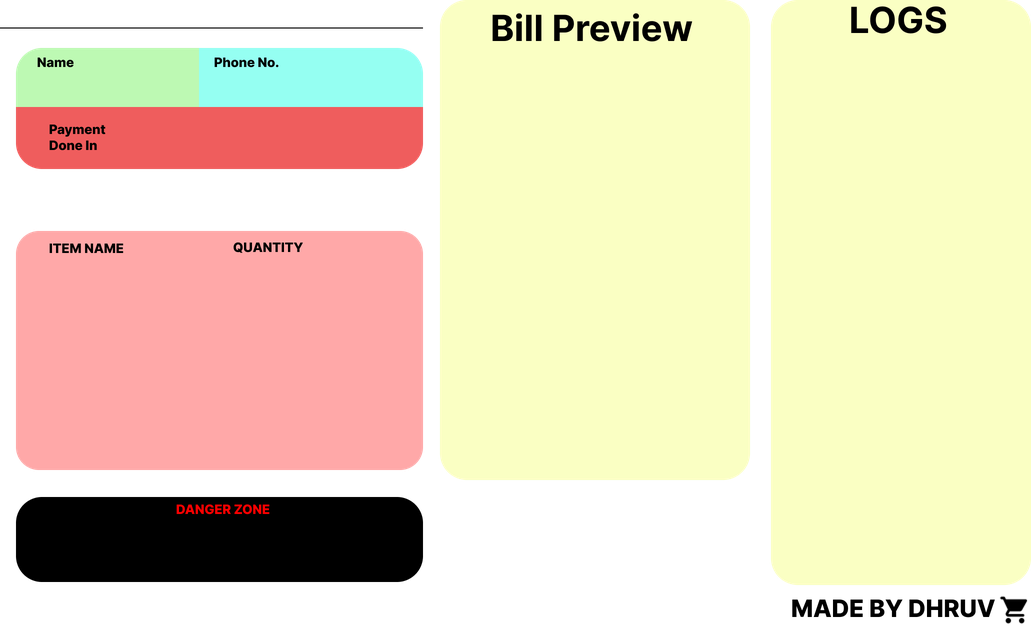 Name
Phone No.
Payment
Done In
ITEM NAME
QUANTITY
DANGER ZONE
Bill Preview
LOGS
MADE BY DHRUV